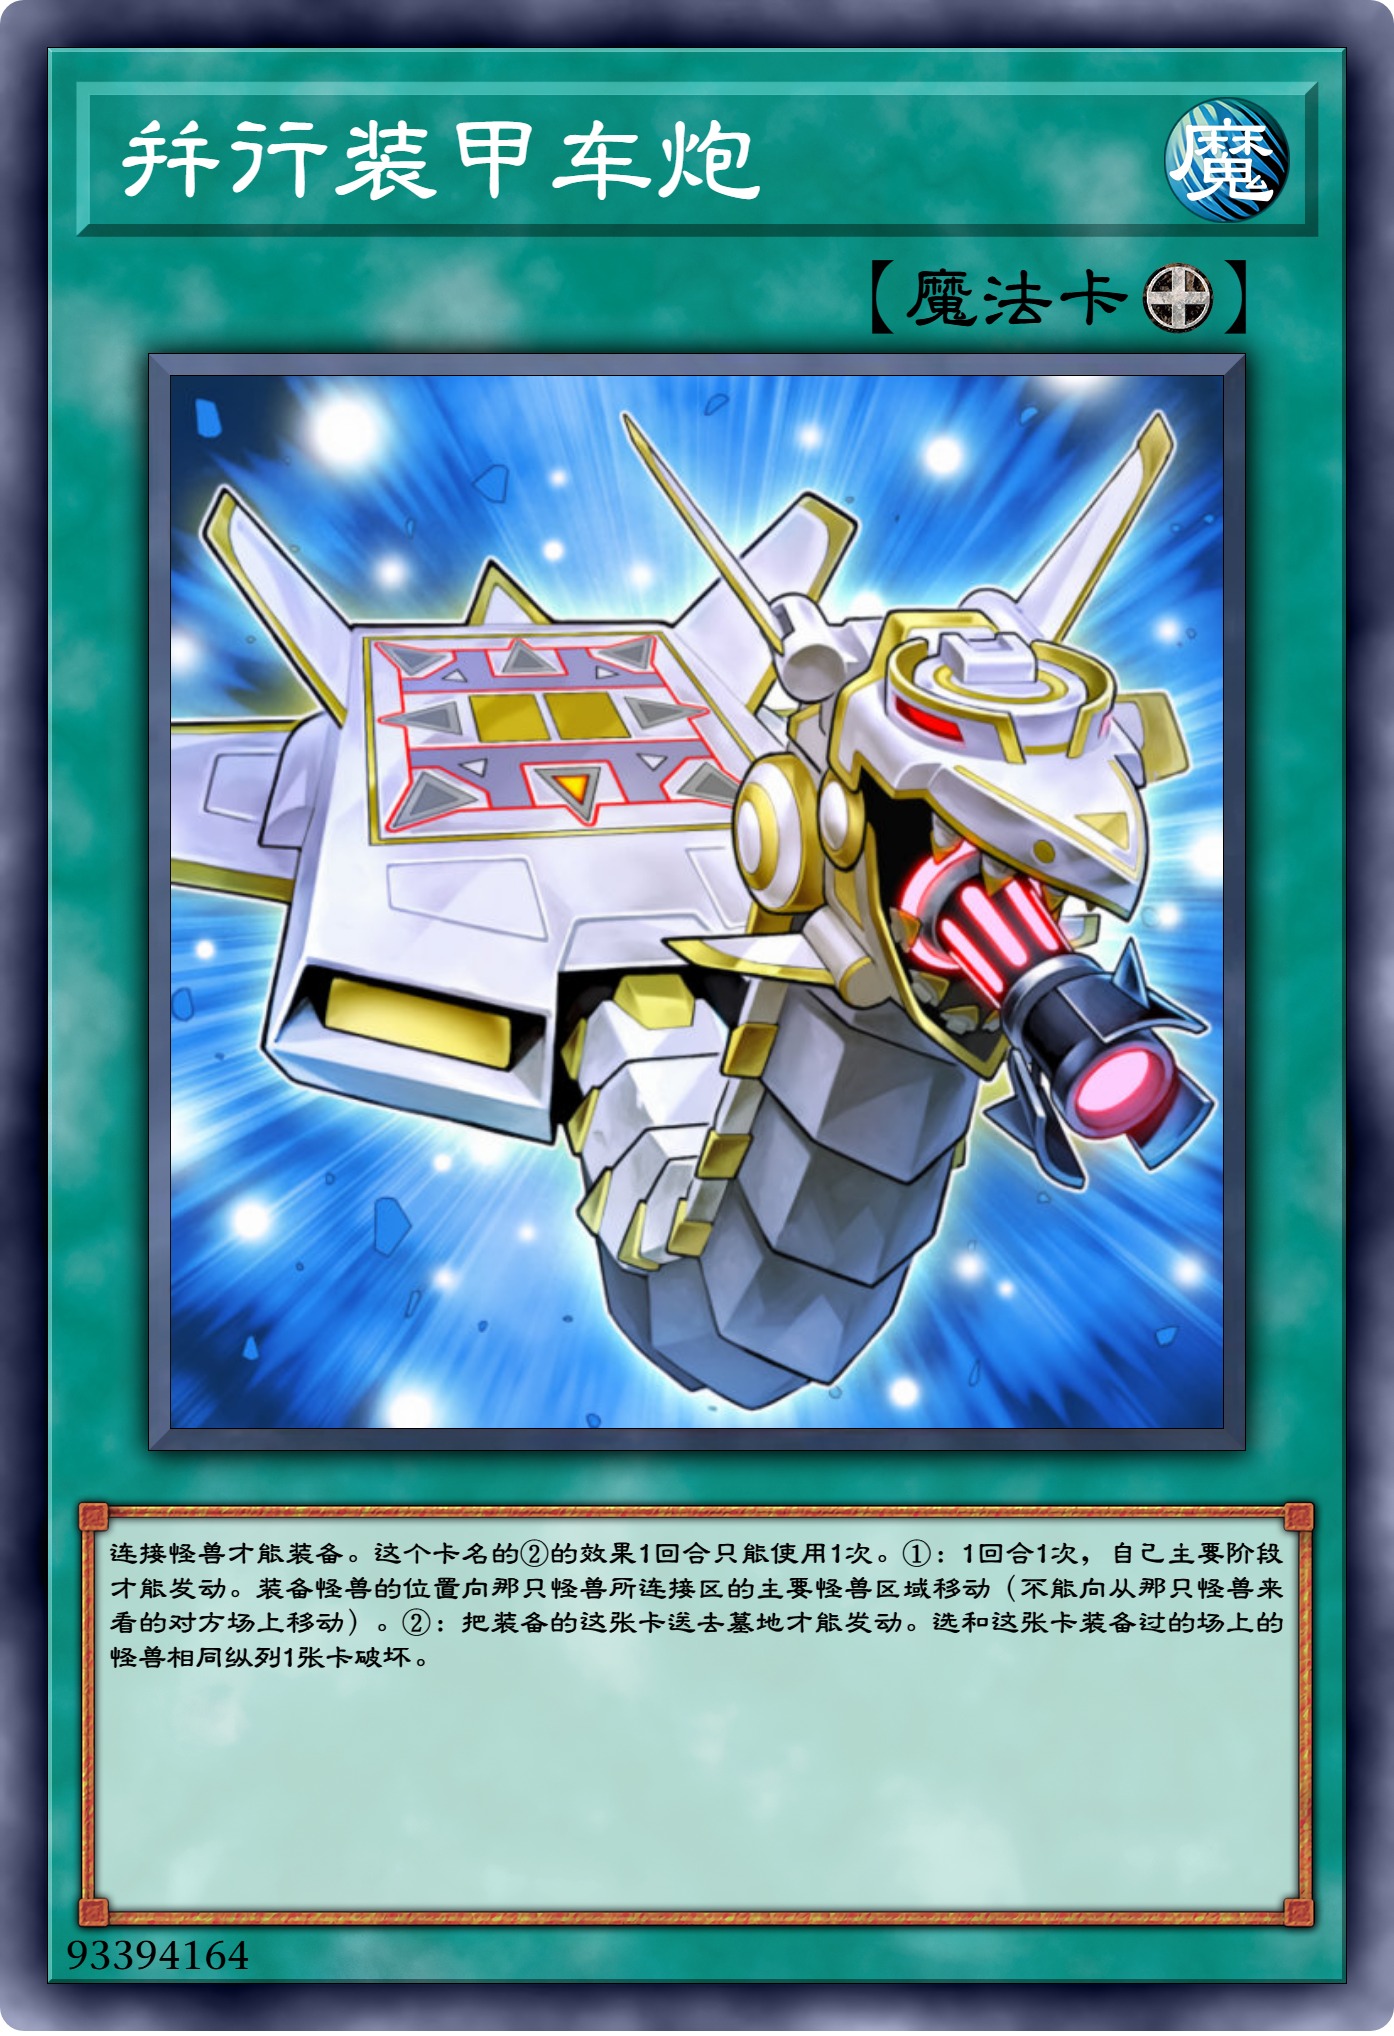 并行装甲车炮
魔
【魔法卡】
连接怪兽才能装备。这个卡名的②的效果1回合只能使用1次。①：1回合1次，自己主要阶段
才能发动。装备怪兽的位置向那只怪兽所连接区的主要怪兽区域移动（不能向从那只怪兽来
看的对方场上移动）。②：把装备的这张卡送去墓地才能发动。选和这张卡装备过的场上的
怪兽相同纵列1张卡破坏。
93394164